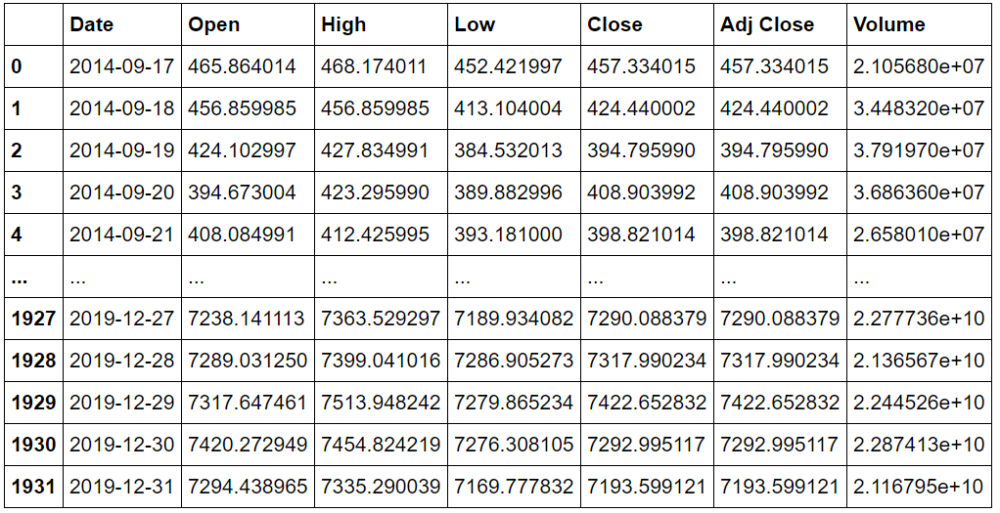 Date Open High Low Close Adj Close Volume
0 2014-09-17 465.864014 468.174011 452.421997 457.334015 457.334015 2.105680e+07
1 2014-09-18 456.859985 456.859985 413.104004 424.440002 424.440002 3.448320e+07
2 2014-09-19 424.102997 427.834991 384.532013 394.795990 394.795990 3.791970e+07
3 2014-09-20 394.673004 423.295990 389.882996 408.903992 408.903992 3.686360e+07
4 2014-09-21 408.084991 412.425995 393.181000 398.821014 398.821014 2.658010e+07
... ... ... ... ... ... ... ...
1927 2019-12-27 7238.141113 7363.529297 7189.934082 7290.088379 7290.088379 2.277736e+10
1928 2019-12-28 7289.031250 7399.041016 7286.905273 7317.990234 7317.990234 2.136567e+10
1929 2019-12-29 7317.647461 7513.948242 7279.865234 7422.652832 7422.652832 2.244526e+10
1930 2019-12-30 7420.272949 7454.824219 7276.308105 7292.995117 7292.995117 2.287413e+10
1931 2019-12-31 7294.438965 7335.290039 7169.777832 7193.599121 7193.599121 2.116795e+10